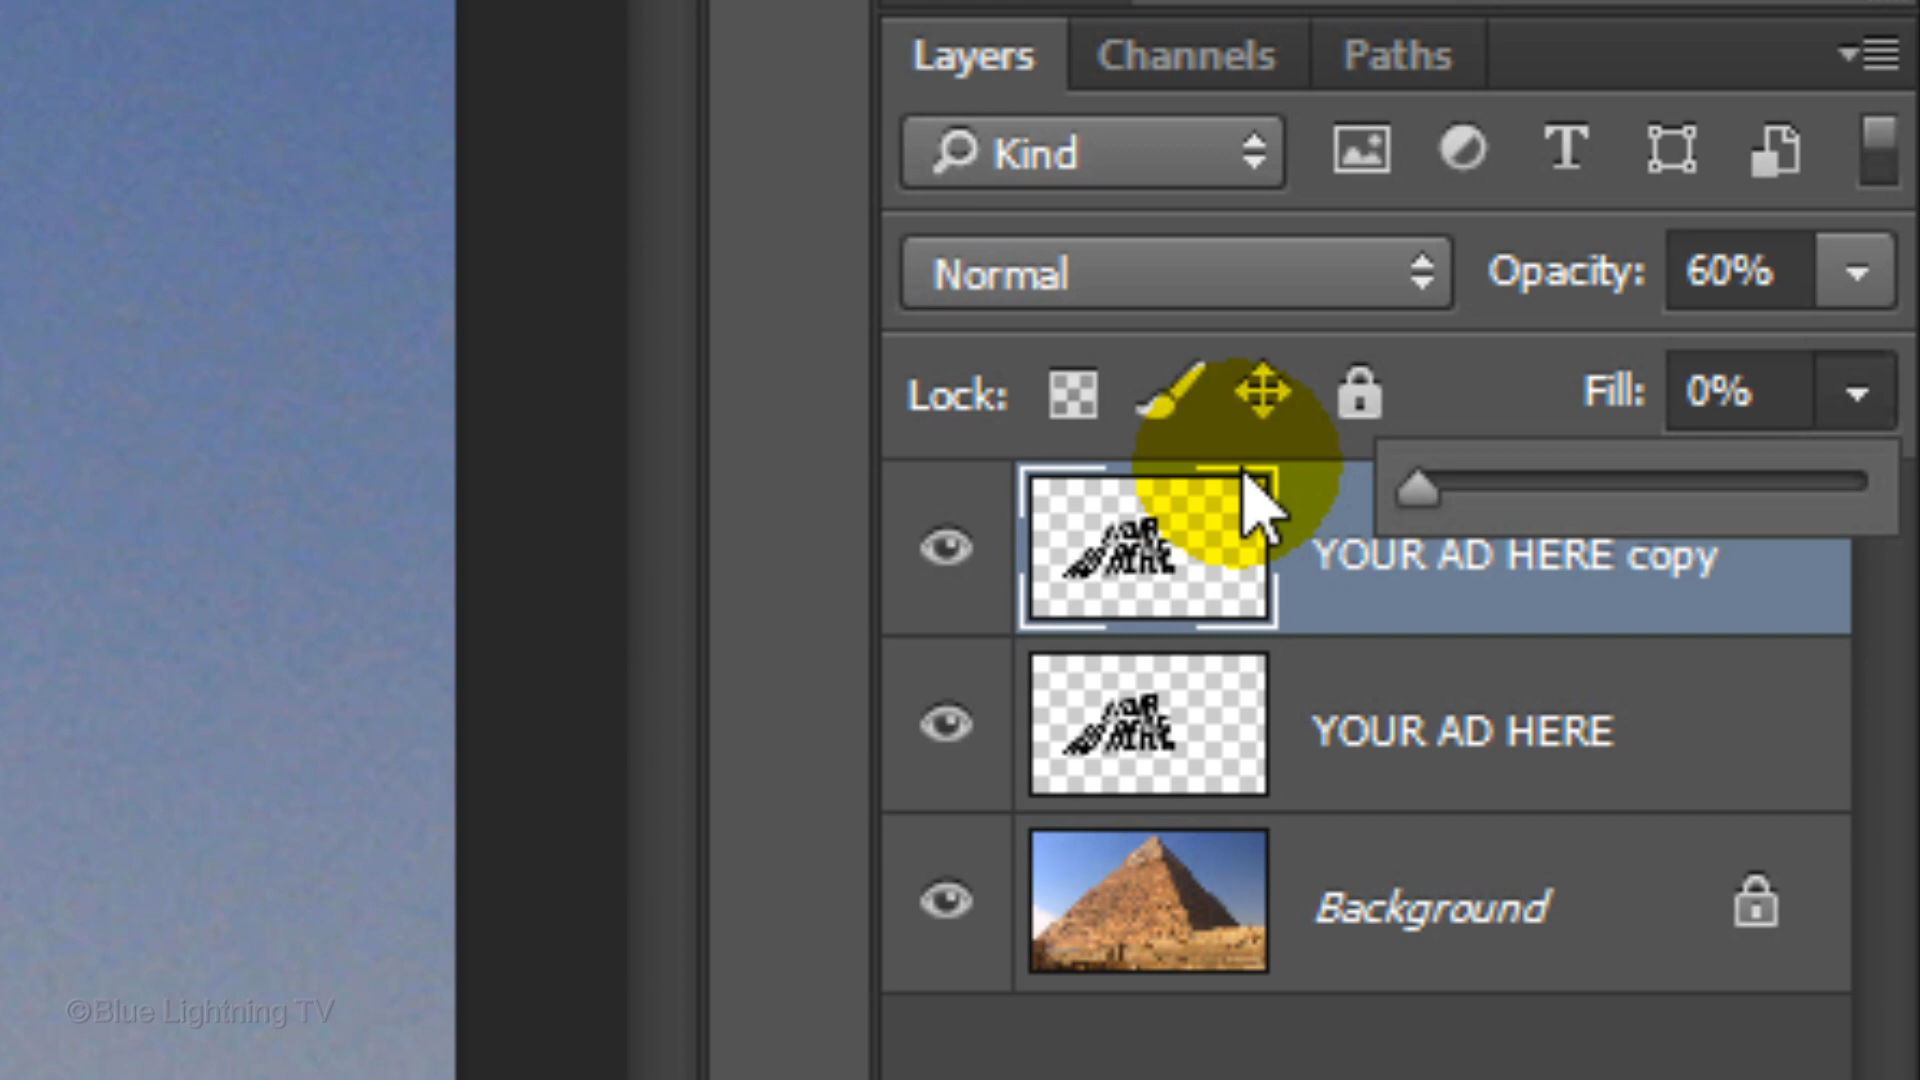 Layers Channels Paths
Kind
Normal Opacity: 60%
Lock: Fill: 0%
YOUR AD HERE copy
YOUR AD HERE
Background
©Blue Lightning TV